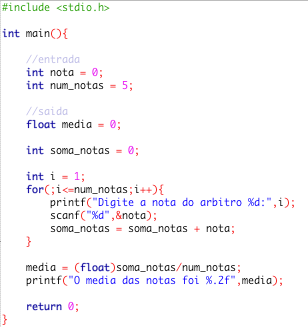 #include <stdio.h>
int main(){
//entrada
int nota = 0;
int num_notas = 5;
//saida
float media = 0;
int soma_notas = 0;
int i = 1;
for(;i<=num_notas;i++){
printf("Digite a nota do arbitro %d:",i);
scanf("%d",&nota);
soma_notas = soma_notas + nota;
}
media = (float)soma_notas/num_notas;
printf("O media das notas foi %.2f",media);
return 0;
}